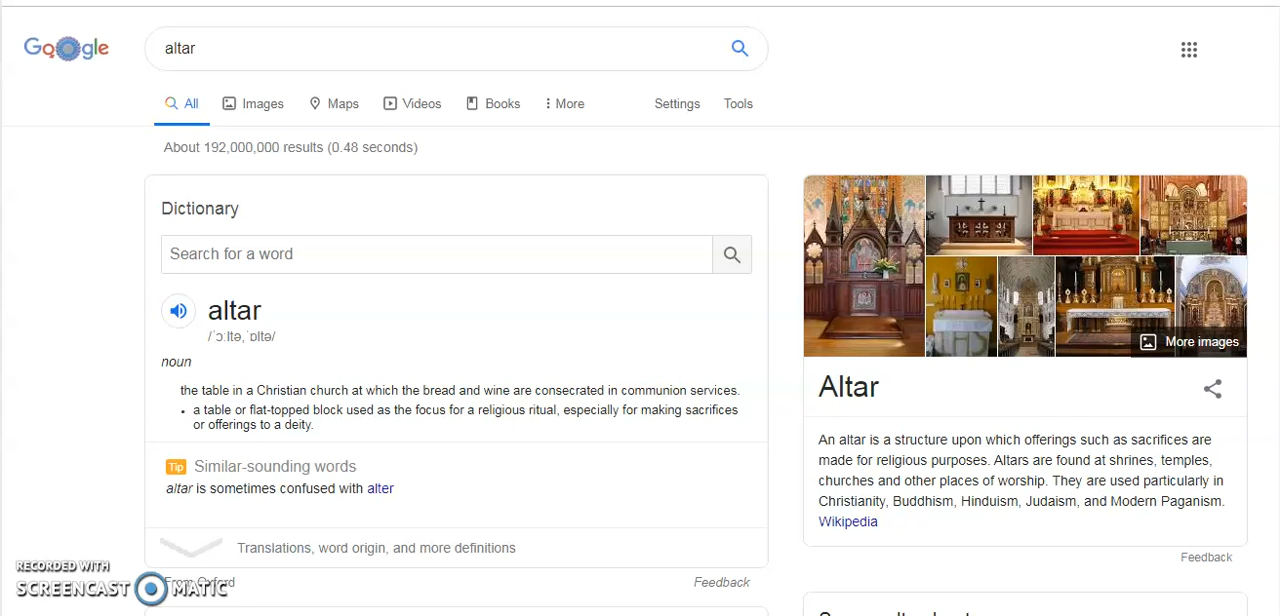 Google
altar
All Images Maps Videos Books More Settings Tools
About 192,000,000 results (0.48 seconds)
Dictionary
Search for a word
altar
/ˈɔːltə,ˈɒltə/
noun
the table in a Christian church at which the bread and wine are consecrated in communion services.
• a table or flat-topped block used as the focus for a religious ritual, especially for making sacrifices
or offerings to a deity.
Tip Similar-sounding words
altar is sometimes confused with alter
Translations, word origin, and more definitions
From Oxford
Feedback
More images
Altar
An altar is a structure upon which offerings such as sacrifices are
made for religious purposes. Altars are found at shrines, temples,
churches and other places of worship. They are used particularly in
Christianity, Buddhism, Hinduism, Judaism, and Modern Paganism.
Wikipedia
Feedback
RECORDED WITH
SCREENCAST MATIC